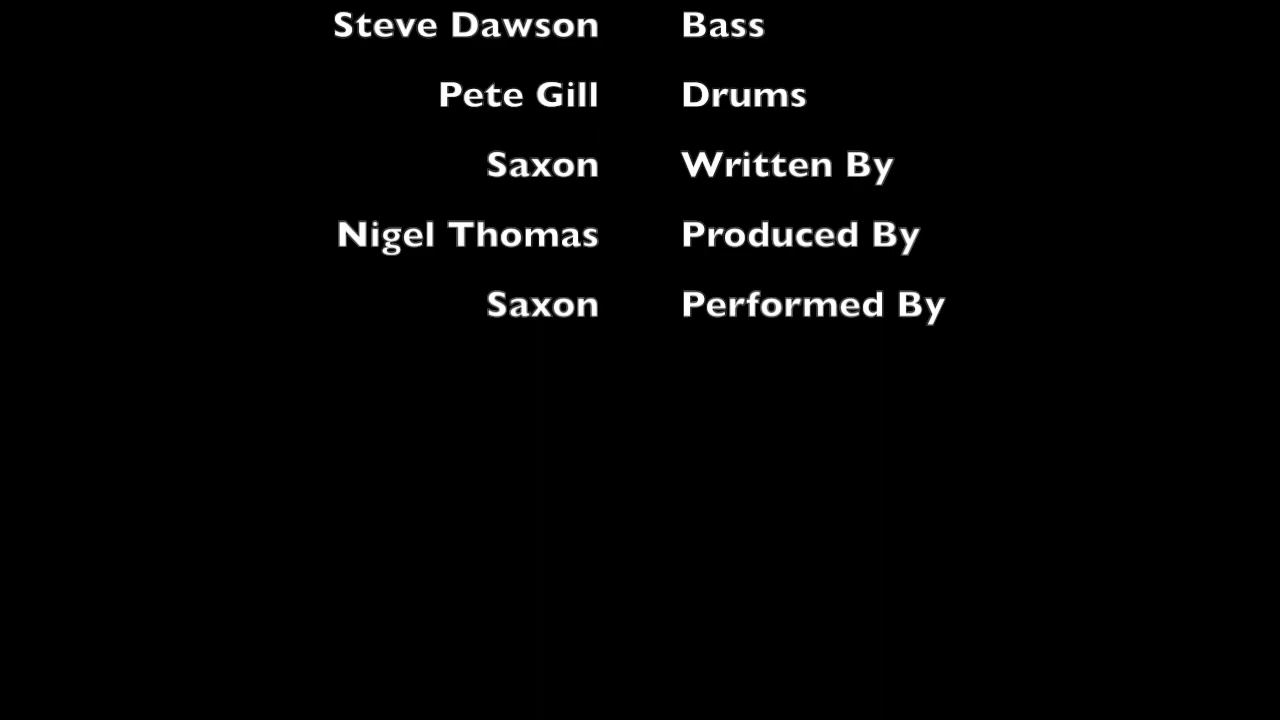 Steve Dawson Bass
Pete Gill Drums
Saxon Written By
Nigel Thomas Produced By
Saxon Performed By